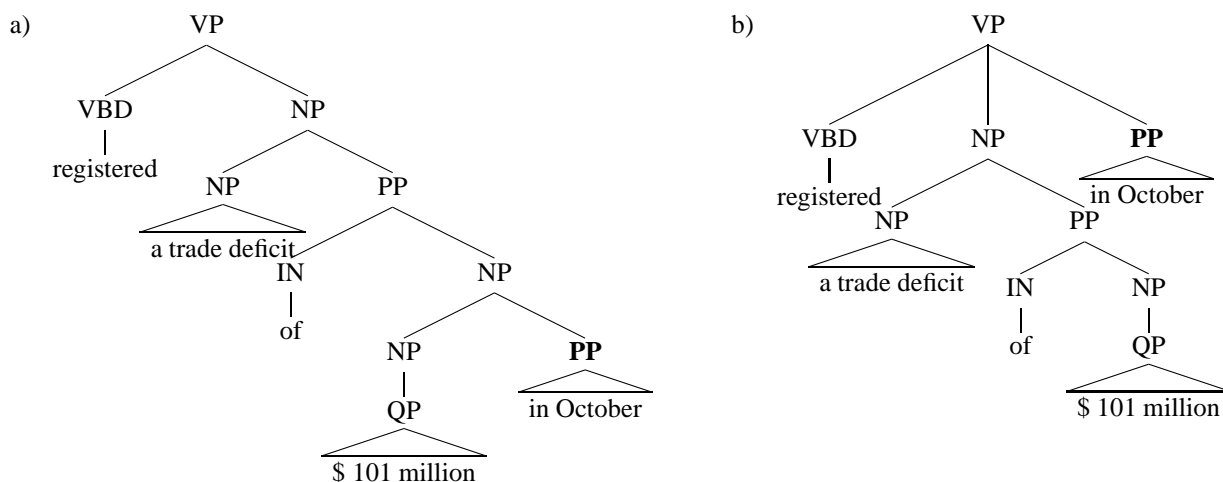 a)
VP
VBD NP
registered
NP PP
a trade deficit
IN NP
of
NP PP
in October
QP
$ 101 million
b)
VP
VBD NP PP
registered in October
NP PP
a trade deficit
IN NP
of QP
$ 101 million